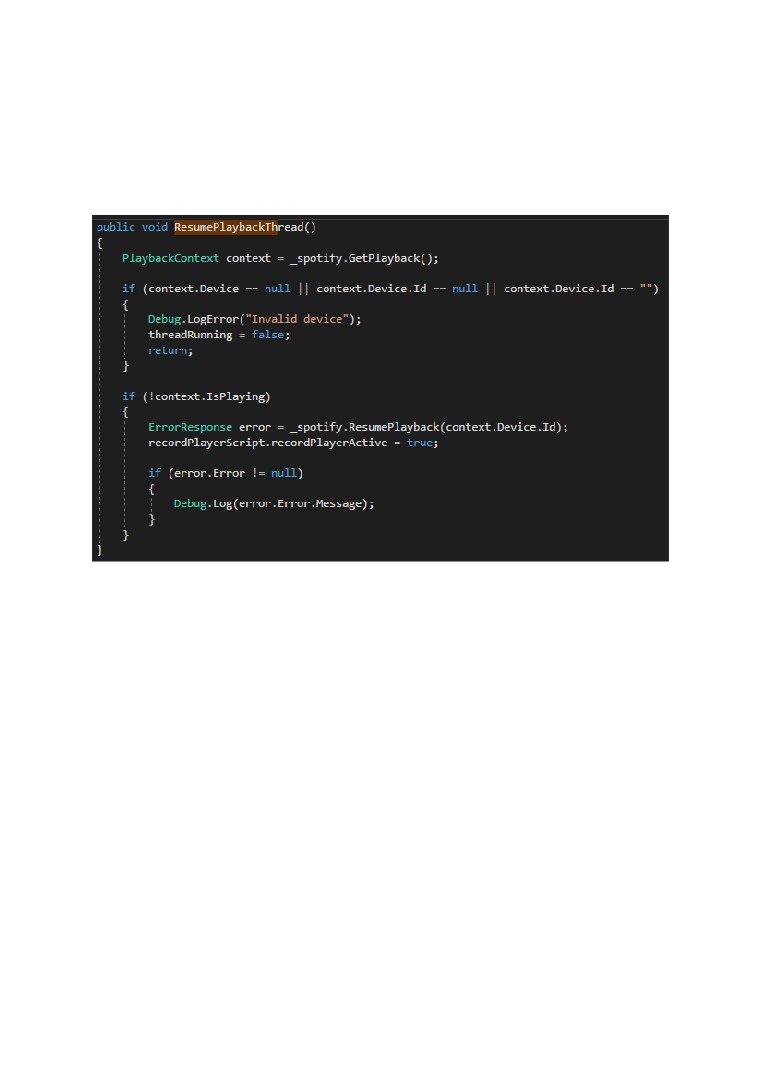 public void ResumePlaybackThread()
{
PlaybackContext context = _spotify.GetPlayback();
if (context.Device == null || context.Device.Id == null || context.Device.Id == "")
{
Debug.LogError("Invalid device");
threadRunning = false;
return;
}
if (!context.IsPlaying)
{
ErrorResponse error = _spotify.ResumePlayback(context.Device.Id);
recordPlayerScript.recordPlayerActive = true;
if (error.Error != null)
{
Debug.Log(error.Error.Message);
}
}
}